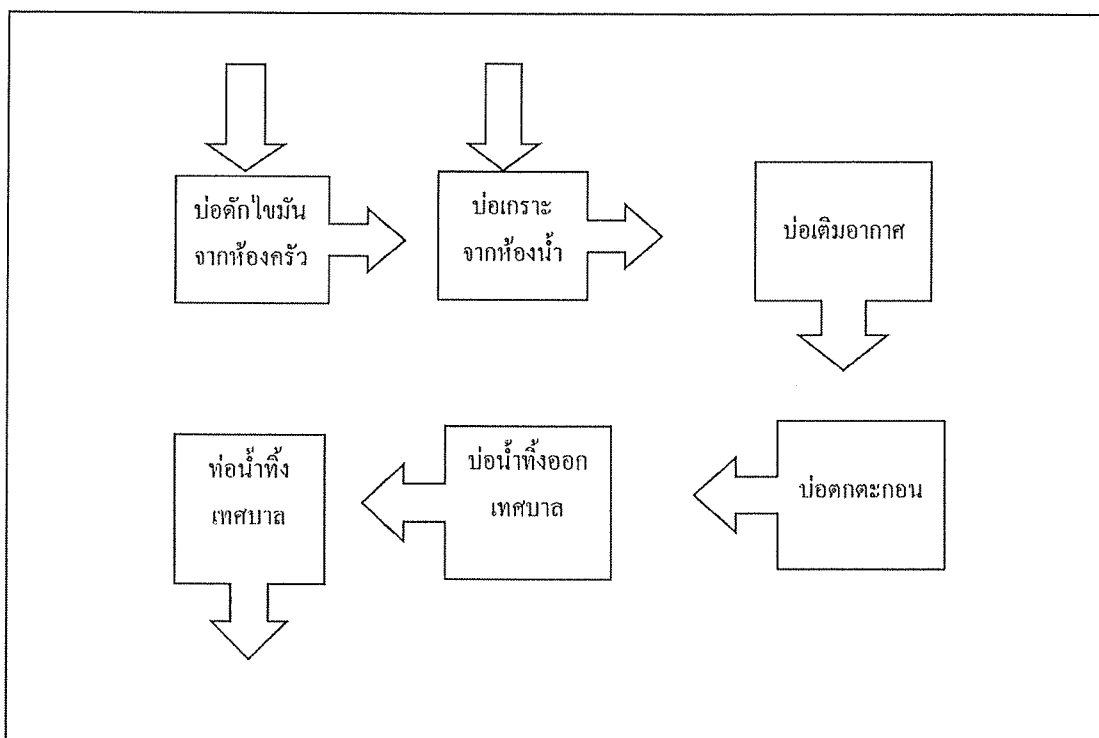 บ่อดักไขมัน
จากห้องครัว
บ่อเกราะ
จากห้องน้ำ
บ่อเติมอากาศ
บ่อตกตะกอน
บ่อน้ำทิ้งออก
เทศบาล
ท่อน้ำทิ้ง
เทศบาล